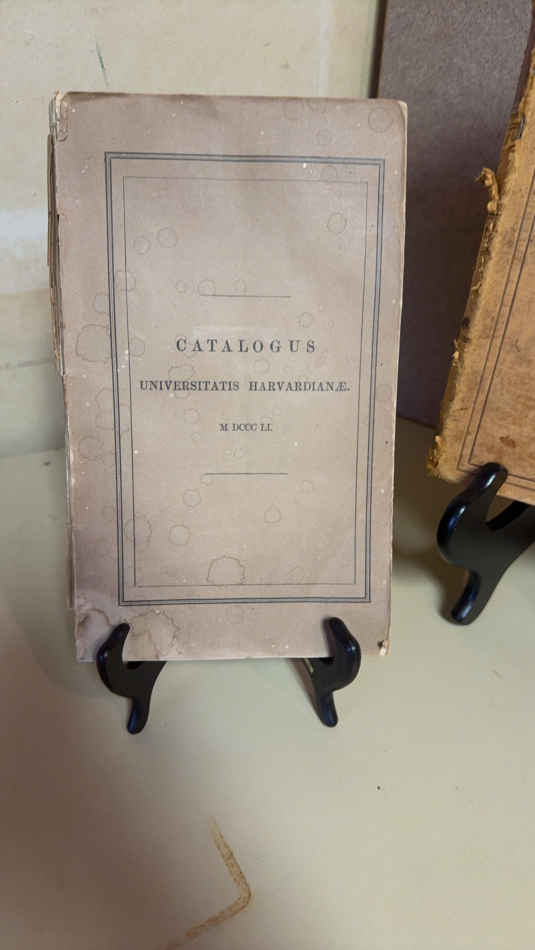 CATALOGUS
UNIVERSITATIS HARVARDIANÆ.
M DCCC LI.